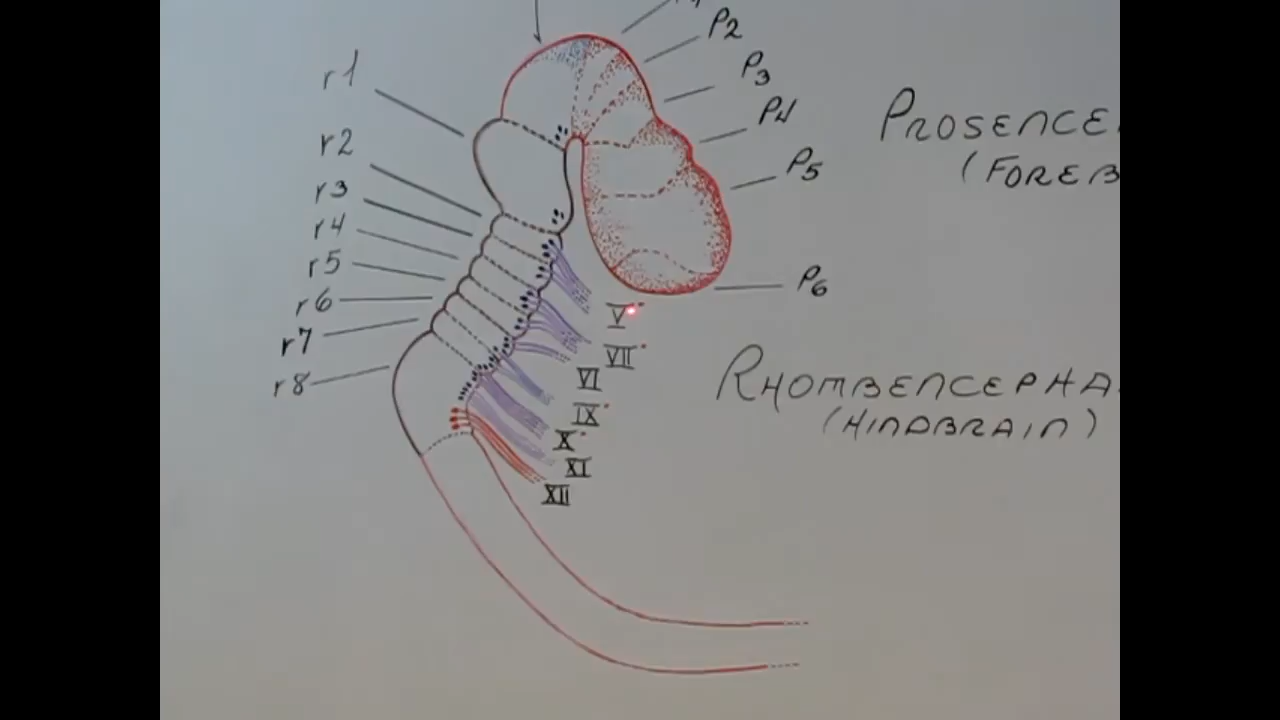 P2
r1
P3
P4
PROSENCE
r2
P5
(FOREB
r3
r4
r5
P6
r6
V
r7
VII
VI
r8
RHOMBENCEPHA
IX
(HINDBRAIN)
X
XI
XII